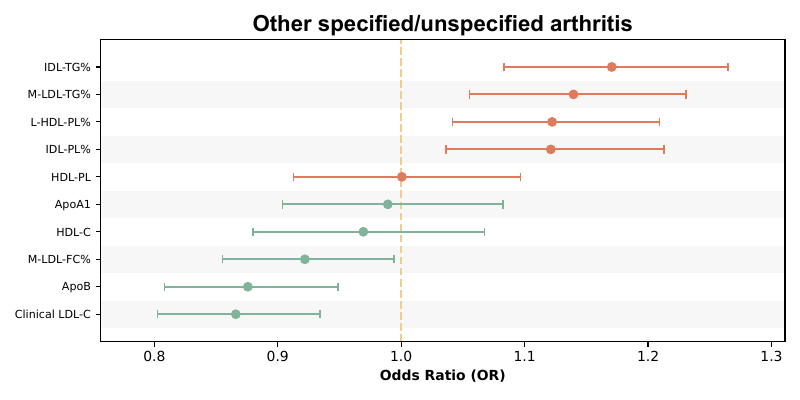 Other specified/unspecified arthritis
IDL-TG%
M-LDL-TG%
L-HDL-PL%
IDL-PL%
HDL-PL
ApoA1
HDL-C
M-LDL-FC%
ApoB
Clinical LDL-C
0.8 0.9 1.0 1.1 1.2 1.3
Odds Ratio (OR)